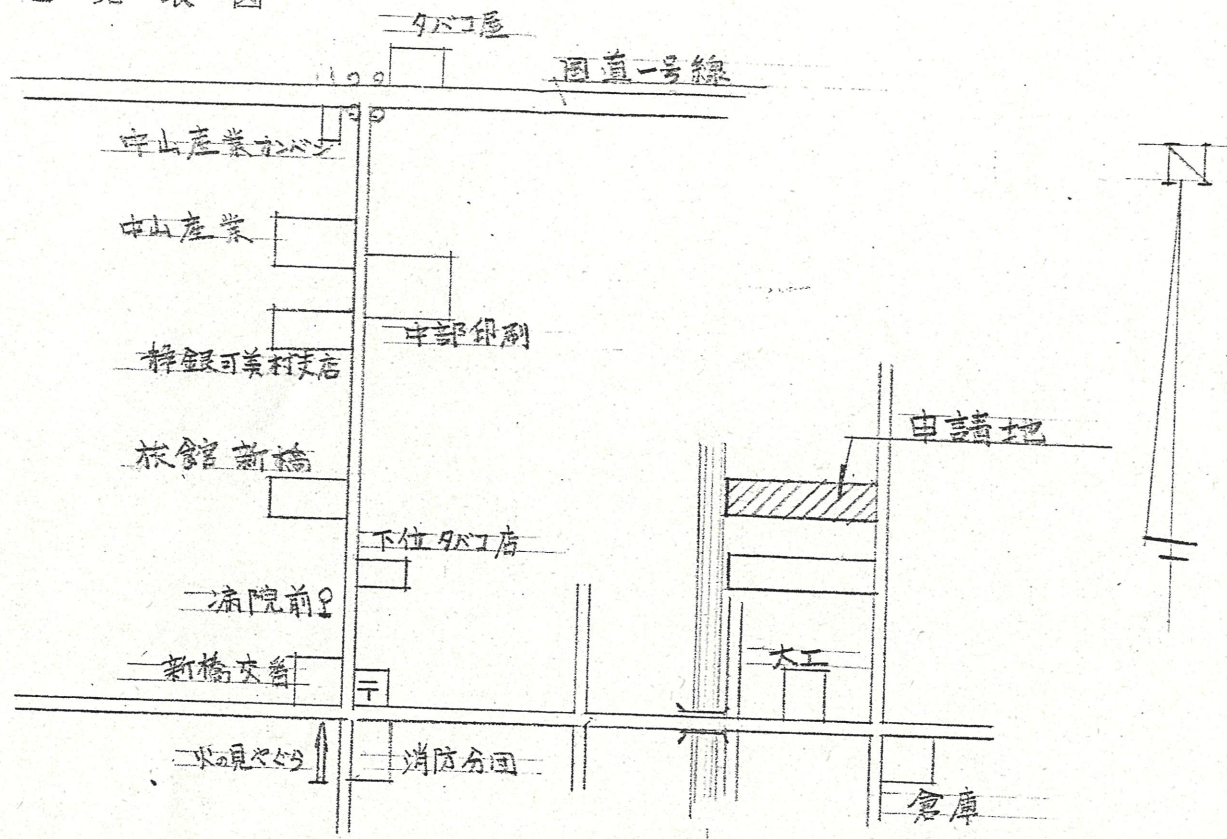 タバコ屋
国道一号線
中山産業カンバン
中山産業
中部印刷
静銀可美村支店
申請地
旅館 新橋
下位タバコ店
病院前
新橋交番
〒
大工
火の見やぐら
消防分団
倉庫
N